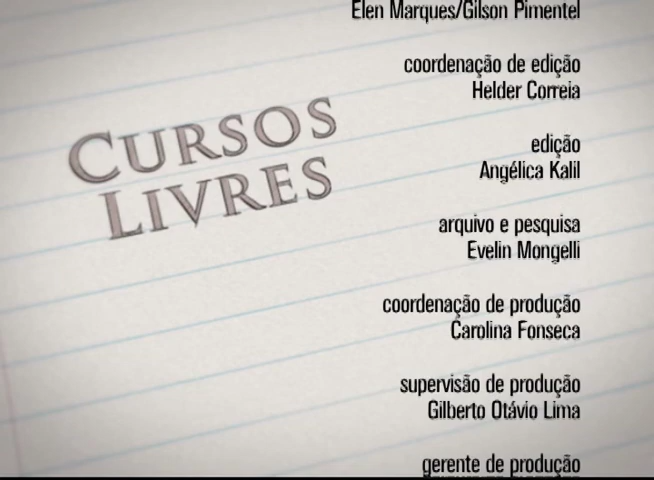 Elen Marques/Gilson Pimentel
coordenação de edição
Helder Correia
CURSOS
LIVRES
edição
Angélica Kalil
arquivo e pesquisa
Evelin Mongelli
coordenação de produção
Carolina Fonseca
supervisão de produção
Gilberto Otávio Lima
gerente de produção